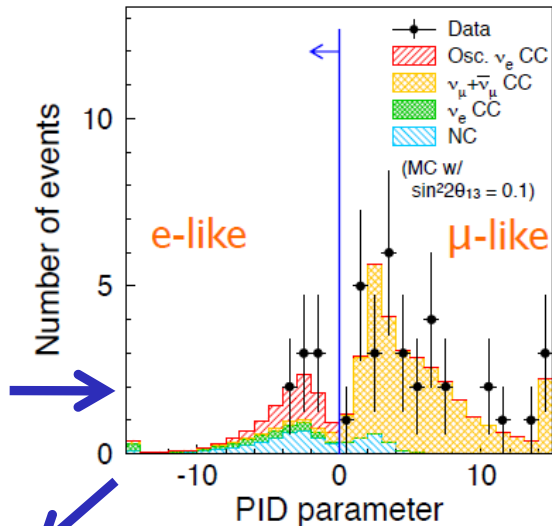 Number of events
10
5
0
Data
Osc. νe CC
νμ+ν̅μ CC
νe CC
NC
(MC w/
sin²2θ₁₃ = 0.1)
e-like
μ-like
-10
0
10
PID parameter